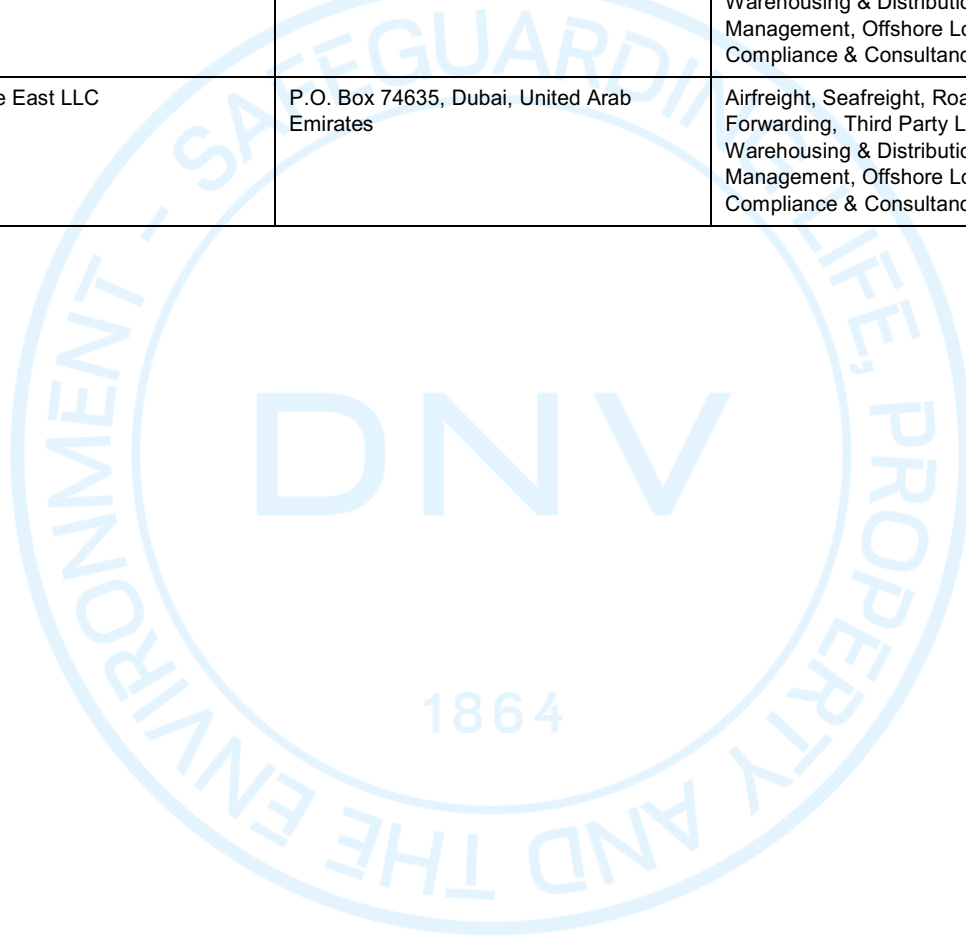 Warehousing & Distributio
Management, Offshore Lo
Compliance & Consultanc
e East LLC
P.O. Box 74635, Dubai, United Arab
Emirates
Airfreight, Seafreight, Roa
Forwarding, Third Party L
Warehousing & Distributio
Management, Offshore Lo
Compliance & Consultanc
SAFEGUARDING LIFE, PROPERTY AND THE ENVIRONMENT -
DNV
1864